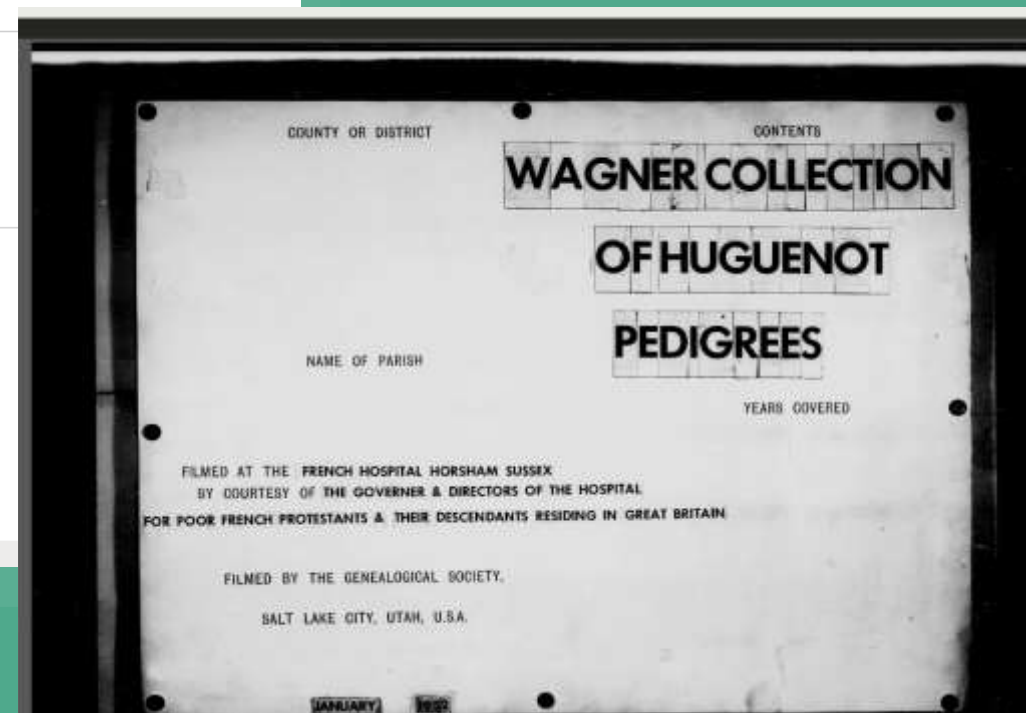 COUNTY OR DISTRICT
CONTENTS
WAGNER COLLECTION
OF HUGUENOT
PEDIGREES
NAME OF PARISH
YEARS COVERED
FILMED AT THE FRENCH HOSPITAL HORSHAM SUSSEX
BY COURTESY OF THE GOVERNER & DIRECTORS OF THE HOSPITAL
FOR POOR FRENCH PROTESTANTS & THEIR DESCENDANTS RESIDING IN GREAT BRITAIN
FILMED BY THE GENEALOGICAL SOCIETY,
SALT LAKE CITY, UTAH, U.S.A.
JANUARY